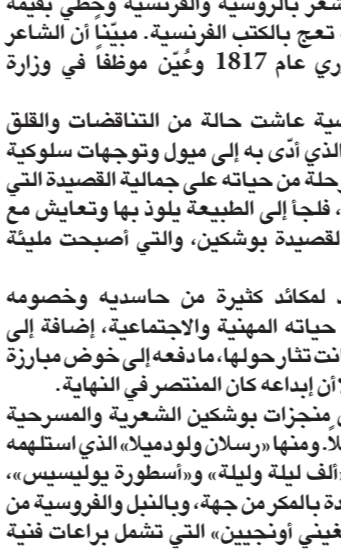 شعر بالروسية والفرنسية وحظي بقيمة
تعج بالكتب الفرنسية. مبيّناً أن الشاعر
ري عام 1817 وعُيّن موظفاً في وزارة
سية عاشت حالة من التناقضات والقلق
الذي أدّى به إلى ميول وتوجهات سلوكية
رحلة من حياته على جمالية القصيدة التي
، فلجأ إلى الطبيعة يلوذ بها وتعايش مع
لقصيدة بوشكين، والتي أصبحت مليئة
د لمكائد كثيرة من حاسديه وخصومه
حياته المهنية والاجتماعية، إضافة إلى
انت تثار حولها، ما دفعه إلى خوض مبارزة
لا أن إبداعه كان المنتصر في النهاية.
ن منجزات بوشكين الشعرية والمسرحية
لاً. ومنها «رسلان ولودميلا» الذي استلهمه
«ألف ليلة وليلة» و«أسطورة يوليسيس»،
دة بالمكر من جهة، وبالنبل والفروسية من
فغيني أونجيين» التي تشمل براعات فنية